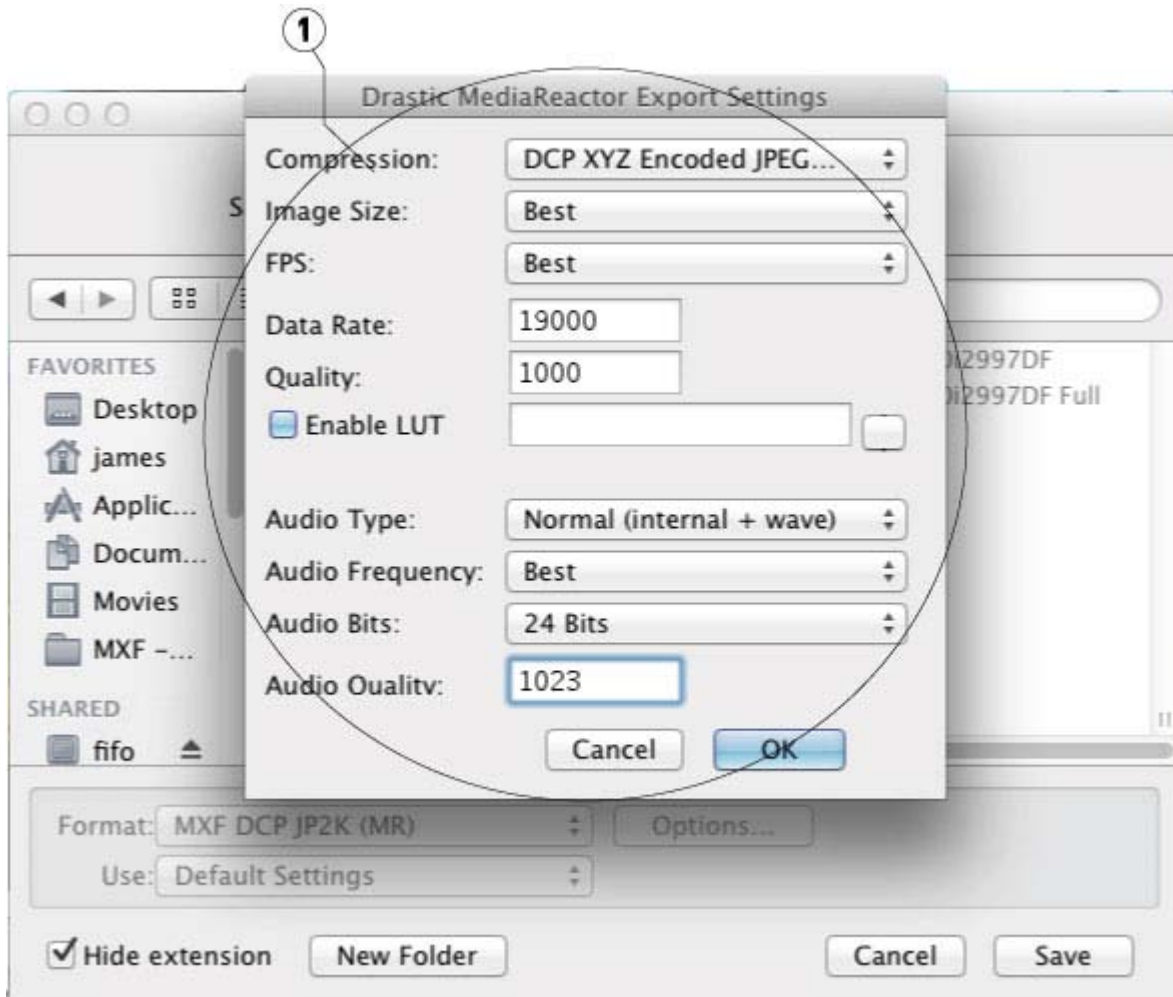 1
Drastic MediaReactor Export Settings
Compression: DCP XYZ Encoded JPEG...
S
Image Size: Best
FPS: Best
Data Rate: 19000
Quality: 1000
Enable LUT
Audio Type: Normal (internal + wave)
Audio Frequency: Best
Audio Bits: 24 Bits
Audio Quality: 1023
Cancel OK
FAVORITES
Desktop
james
Applic...
Docum...
Movies
MXF –...
SHARED
fifo
0i2997DF
0i2997DF Full
Format: MXF DCP JP2K (MR) Options...
Use: Default Settings
Hide extension New Folder Cancel Save